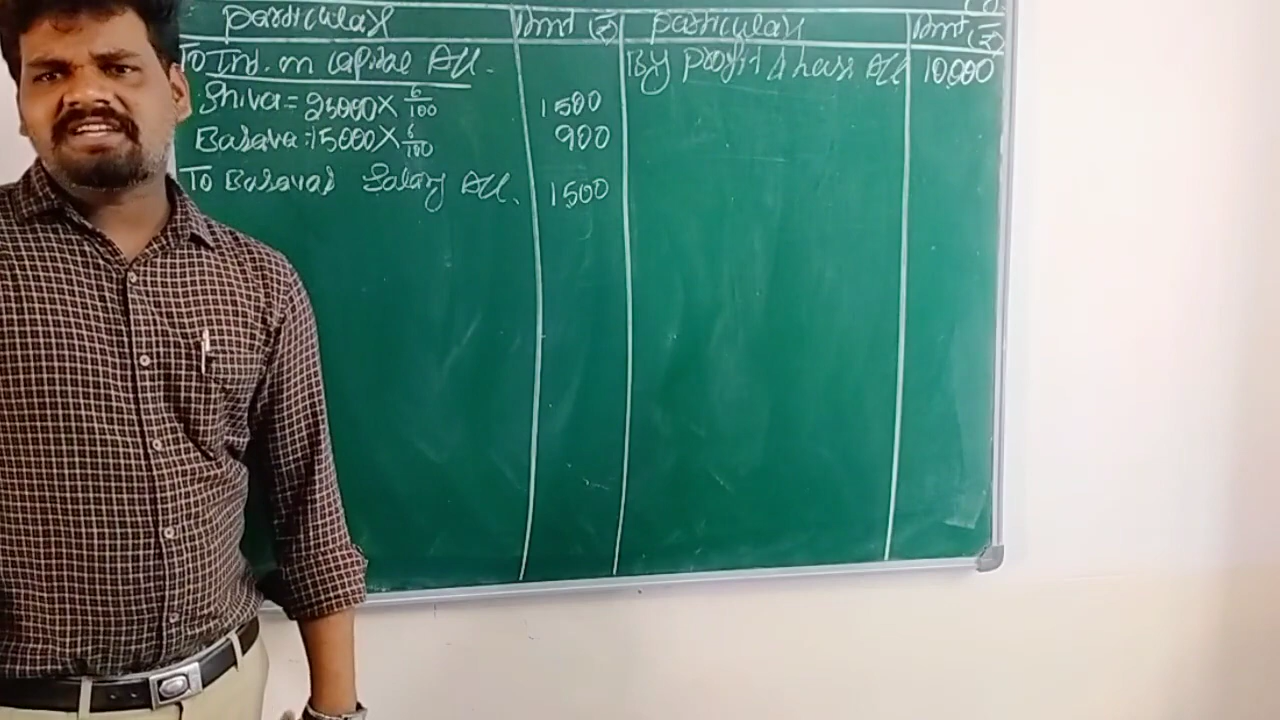 Particulars Amt (₹) Particulars Amt (₹)
To Int. on Capital A/c. By Profit & Loss A/c 10,000
Shiva = 25000 × 6/100 1500
Basava = 15000 × 6/100 900
To Basava's Salary A/c. 1500